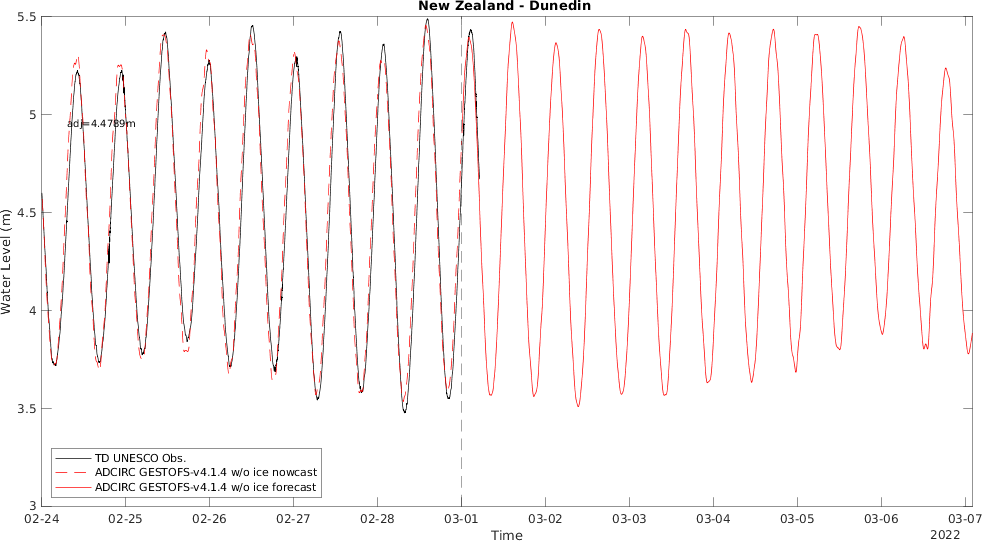 New Zealand - Dunedin
5.5
5
4.5
4
3.5
3
Water Level (m)
adj=4.4789m
TD UNESCO Obs.
ADCIRC GESTOFS-v4.1.4 w/o ice nowcast
ADCIRC GESTOFS-v4.1.4 w/o ice forecast
02-24 02-25 02-26 02-27 02-28 03-01 03-02 03-03 03-04 03-05 03-06 03-07
Time
2022